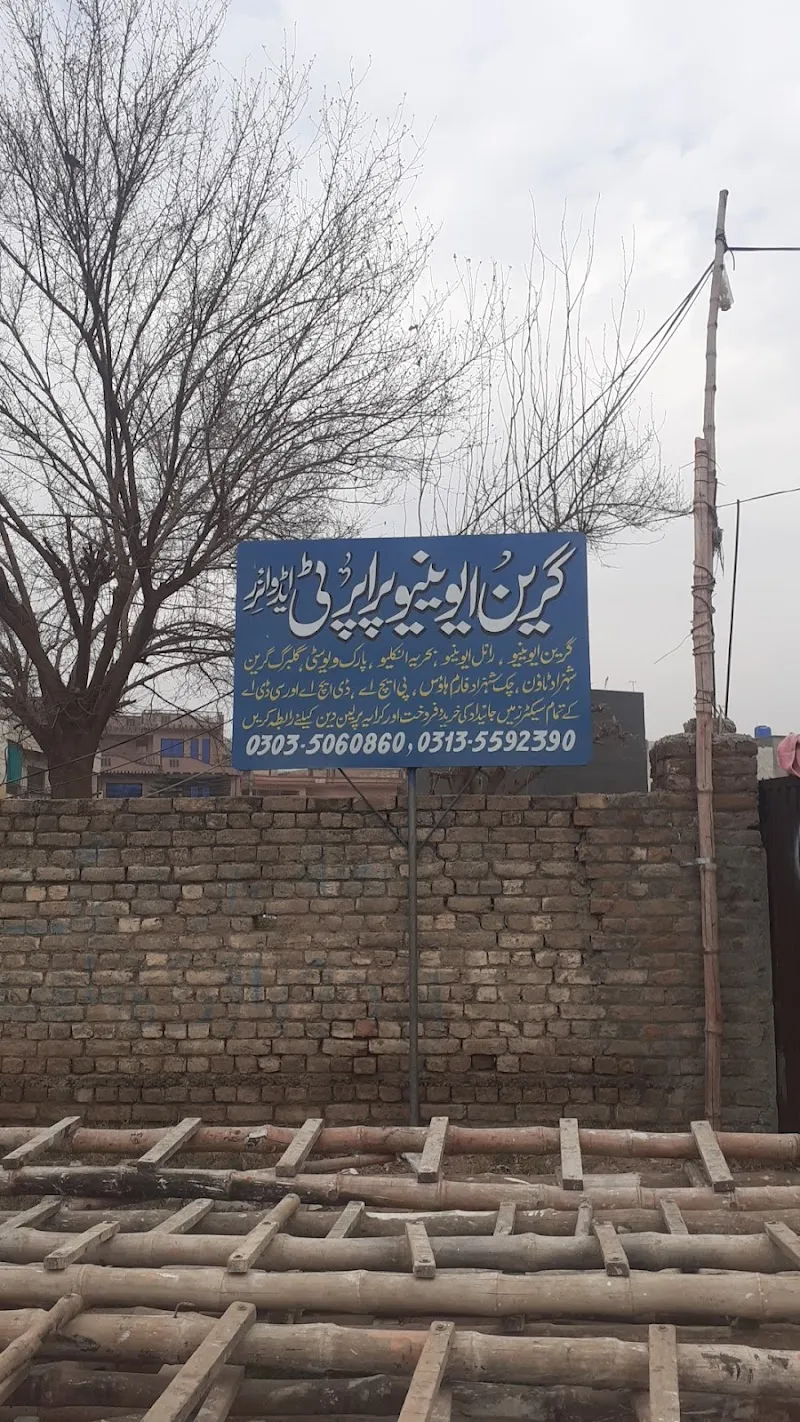 گرین ایونیو پراپرٹی ایڈوائزر
گرین ایونیو ، رائل ایونیو بحریہ انکلیو ، پارک ویو سٹی گلبرگ گرین
شہزاد ٹاؤن ، چک شہزاد فارم ہاؤس ، پی ایچ اے ، ڈی ایچ اے اور سی ڈی اے
کے تمام سیکٹرز میں جائیداد کی خرید و فروخت اور کرایہ پر لین دین کیلئے رابطہ کریں
0303-5060860 , 0313-5592390